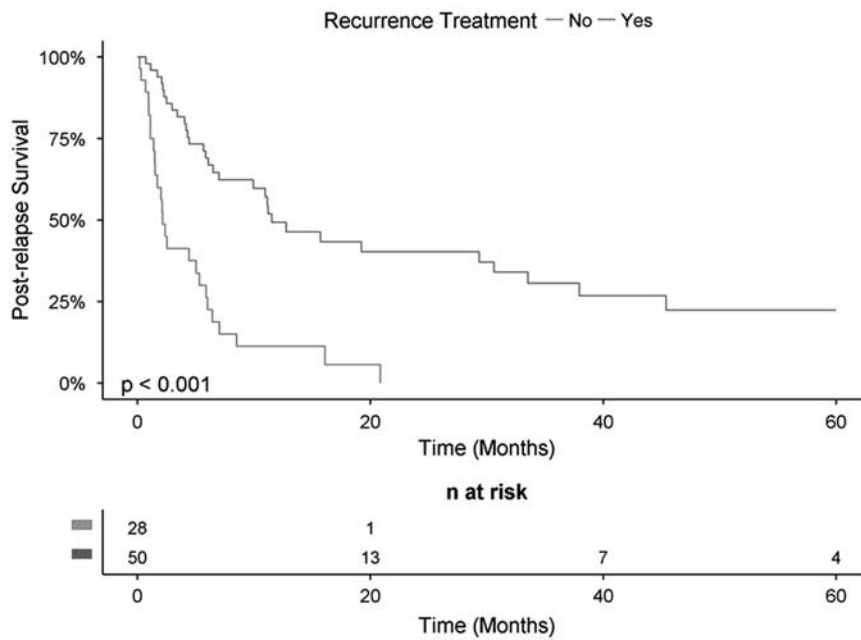 Recurrence Treatment No Yes
100%
75%
50%
25%
0%
Post-relapse Survival
p < 0.001
0 20 40 60
Time (Months)
n at risk
28 1
50 13 7 4
0 20 40 60
Time (Months)